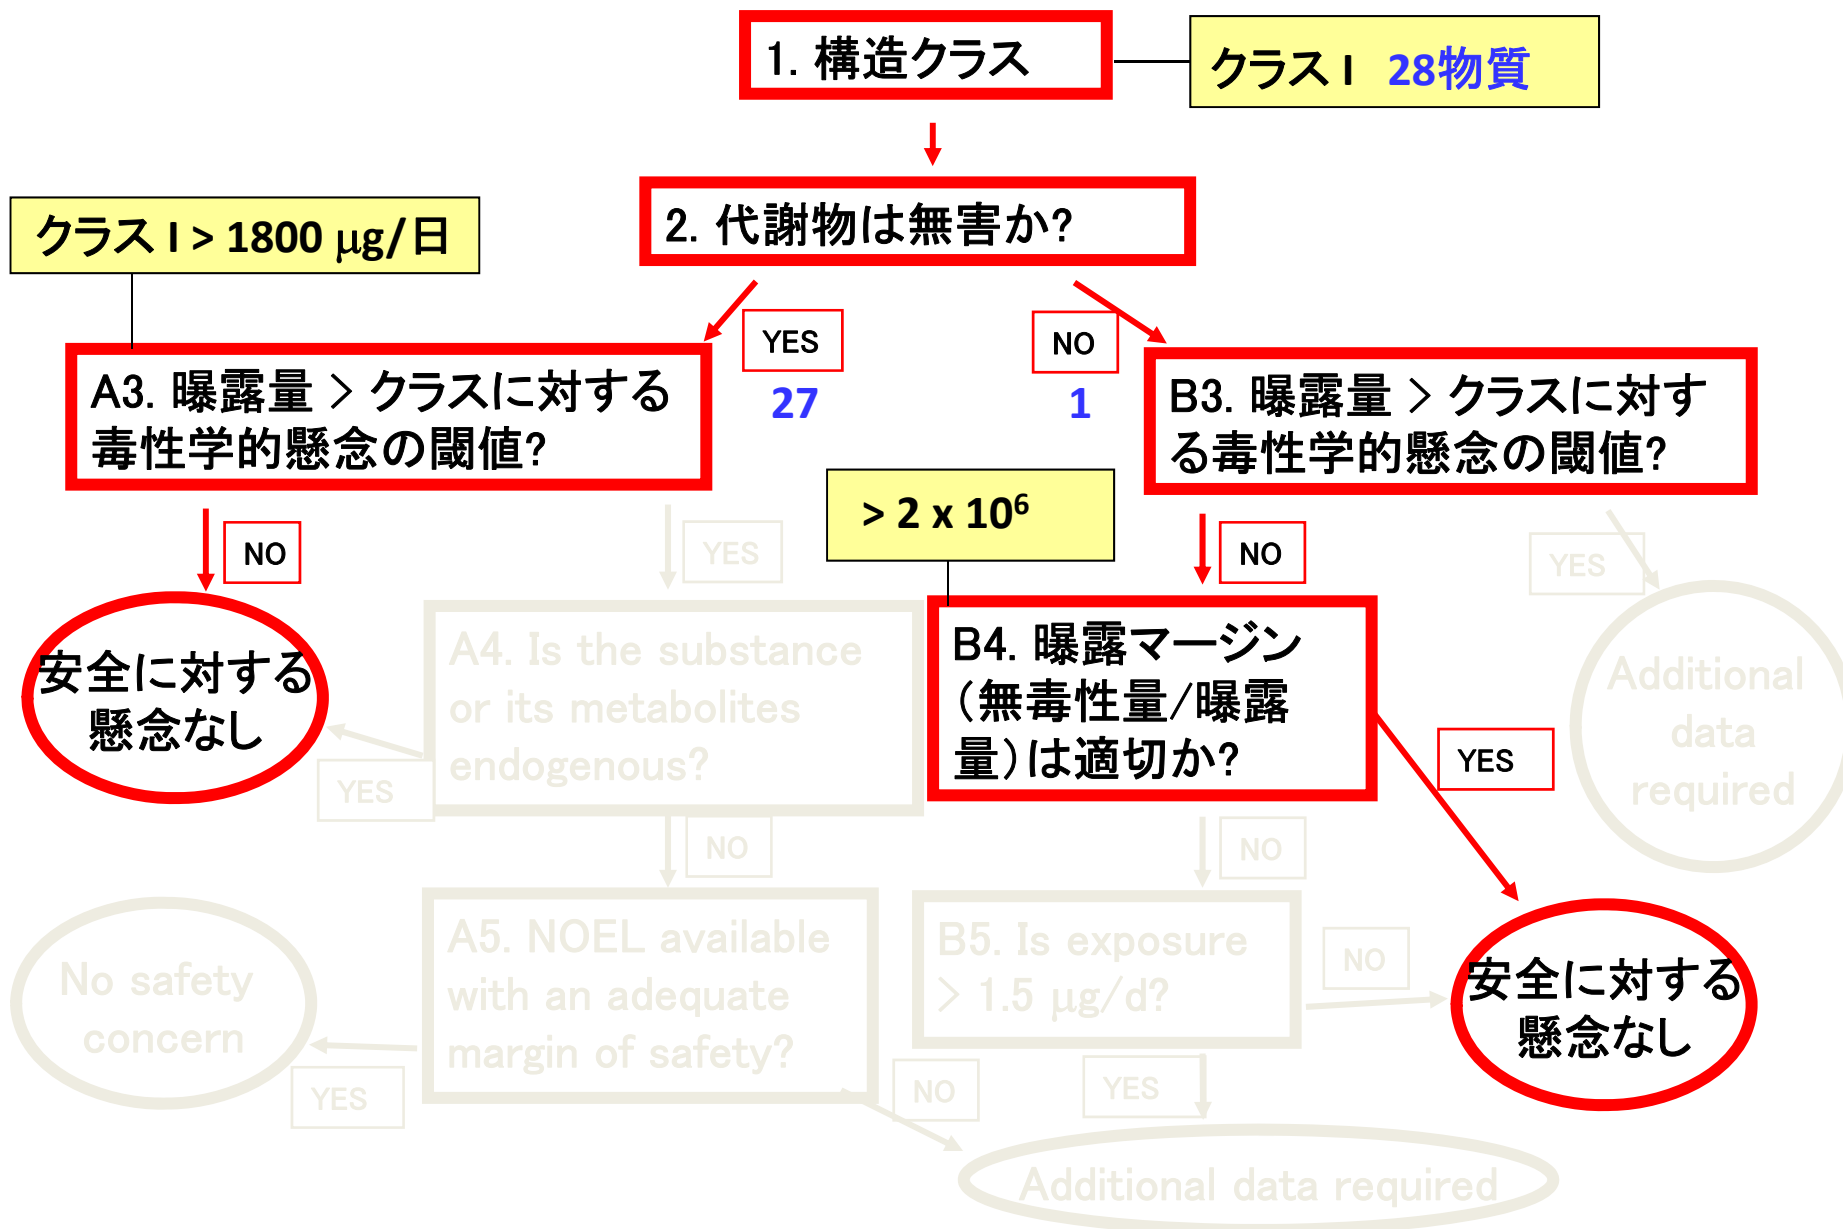 1. 構造クラス
クラス I 28物質
2. 代謝物は無害か?
クラス I > 1800 μg/日
YES
27
NO
1
A3. 曝露量 > クラスに対する
毒性学的懸念の閾値?
B3. 曝露量 > クラスに対す
る毒性学的懸念の閾値?
> 2 x 10⁶
NO
YES
NO
YES
安全に対する
懸念なし
A4. Is the substance
or its metabolites
endogenous?
B4. 曝露マージン
(無毒性量/曝露
量)は適切か?
Additional
data
required
YES
YES
NO
NO
No safety
concern
A5. NOEL available
with an adequate
margin of safety?
B5. Is exposure
> 1.5 μg/d?
NO
安全に対する
懸念なし
YES
NO
YES
Additional data required